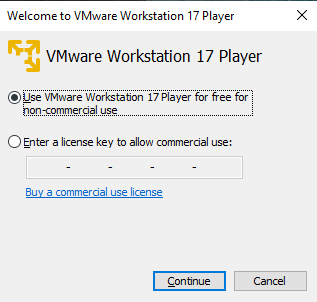 Welcome to VMware Workstation 17 Player
VMware Workstation 17 Player
Use VMware Workstation 17 Player for free for
non-commercial use
Enter a license key to allow commercial use:
- - - -
Buy a commercial use license
Continue
Cancel